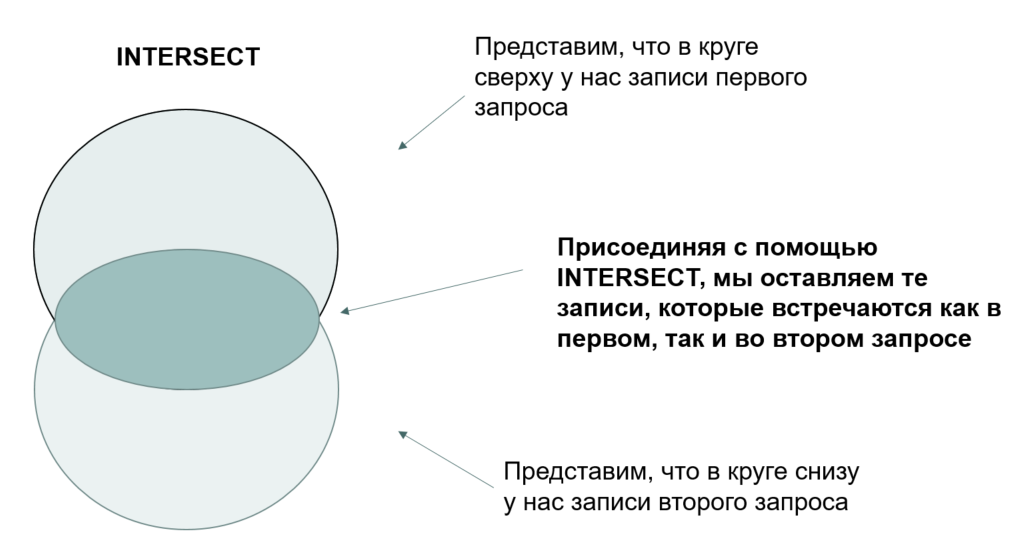 INTERSECT
Представим, что в круге
сверху у нас записи первого
запроса
Присоединяя с помощью
INTERSECT, мы оставляем те
записи, которые встречаются как в
первом, так и во втором запросе
Представим, что в круге снизу
у нас записи второго запроса